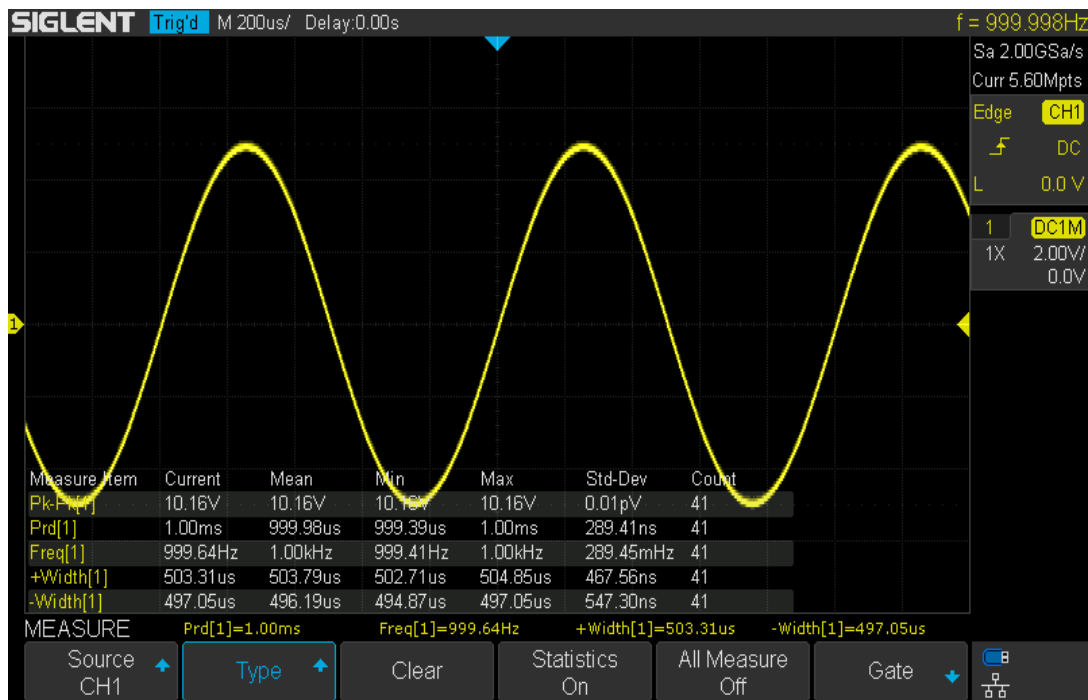 SIGLENT Trig'd M 200us/ Delay:0.00s f = 999.998Hz
Sa 2.00GSa/s
Curr 5.60Mpts
Edge CH1
DC
L 0.0 V
1 DC1M
1X 2.00V/
0.0V
1
Measure Item Current Mean Min Max Std-Dev Count
Pk-Pk[1] 10.16V 10.16V 10.16V 10.16V 0.01pV 41
Prd[1] 1.00ms 999.98us 999.39us 1.00ms 289.41ns 41
Freq[1] 999.64Hz 1.00kHz 999.41Hz 1.00kHz 289.45mHz 41
+Width[1] 503.31us 503.79us 502.71us 504.85us 467.56ns 41
-Width[1] 497.05us 496.19us 494.87us 497.05us 547.30ns 41
MEASURE Prd[1]=1.00ms Freq[1]=999.64Hz +Width[1]=503.31us -Width[1]=497.05us
Source Type Clear Statistics All Measure Gate
CH1 On Off